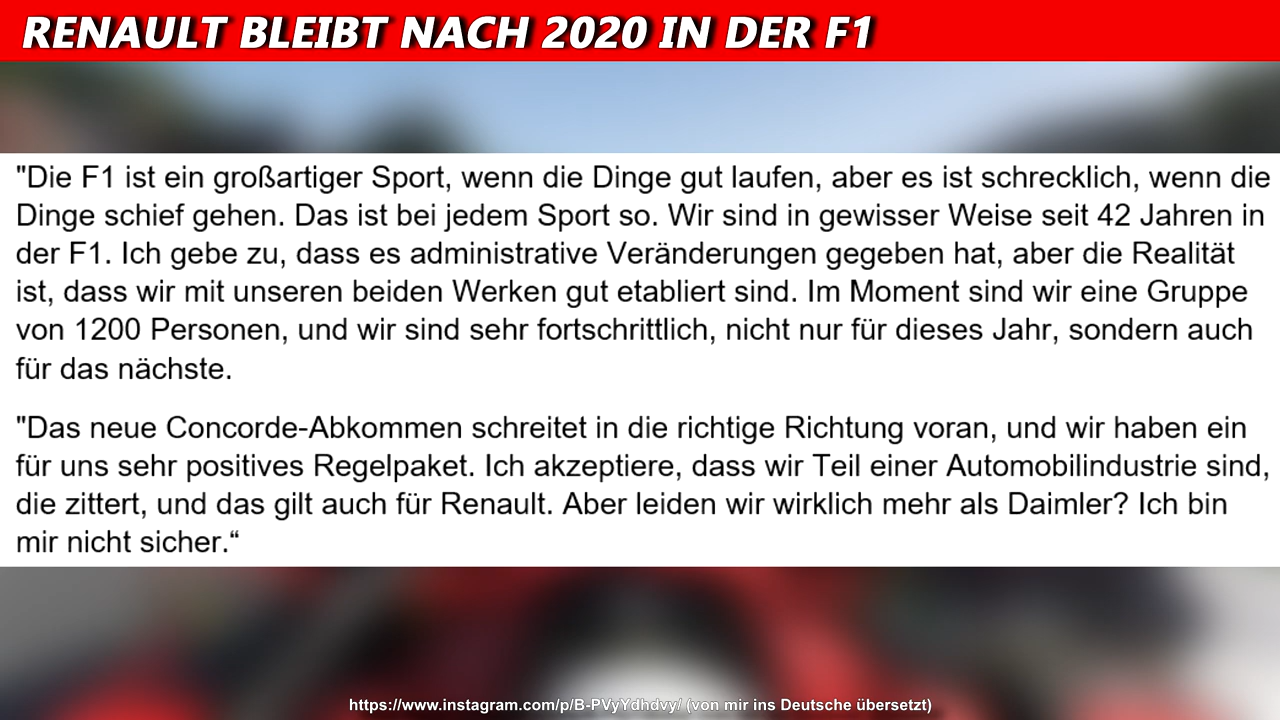 RENAULT BLEIBT NACH 2020 IN DER F1
"Die F1 ist ein großartiger Sport, wenn die Dinge gut laufen, aber es ist schrecklich, wenn die
Dinge schief gehen. Das ist bei jedem Sport so. Wir sind in gewisser Weise seit 42 Jahren in
der F1. Ich gebe zu, dass es administrative Veränderungen gegeben hat, aber die Realität
ist, dass wir mit unseren beiden Werken gut etabliert sind. Im Moment sind wir eine Gruppe
von 1200 Personen, und wir sind sehr fortschrittlich, nicht nur für dieses Jahr, sondern auch
für das nächste.
"Das neue Concorde-Abkommen schreitet in die richtige Richtung voran, und wir haben ein
für uns sehr positives Regelpaket. Ich akzeptiere, dass wir Teil einer Automobilindustrie sind,
die zittert, und das gilt auch für Renault. Aber leiden wir wirklich mehr als Daimler? Ich bin
mir nicht sicher.“
https://www.instagram.com/p/B-PVyYdhdvy/ (von mir ins Deutsche übersetzt)